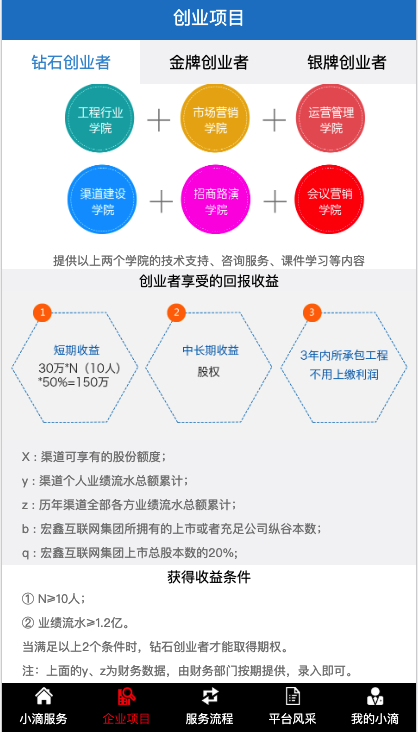 创业项目
钻石创业者 金牌创业者 银牌创业者
工程行业
学院
市场营销
学院
运营管理
学院
渠道建设
学院
招商路演
学院
会议营销
学院
提供以上两个学院的技术支持、咨询服务、课件学习等内容
创业者享受的回报收益
1
短期收益
30万*N（10人）
*50%=150万
2
中长期收益
股权
3
3年内所承包工程
不用上缴利润
X : 渠道可享有的股份额度；
y : 渠道个人业绩流水总额累计；
z : 历年渠道全部各方业绩流水总额累计；
b : 宏鑫互联网集团所拥有的上市或者充足公司纵谷本数；
q : 宏鑫互联网集团上市总股本数的20%;
获得收益条件
① N≥10人；
② 业绩流水≥1.2亿。
当满足以上2个条件时，钻石创业者才能取得期权。
注：上面的y、z为财务数据，由财务部门按期提供，录入即可。
小滴服务 企业项目 服务流程 平台风采 我的小滴